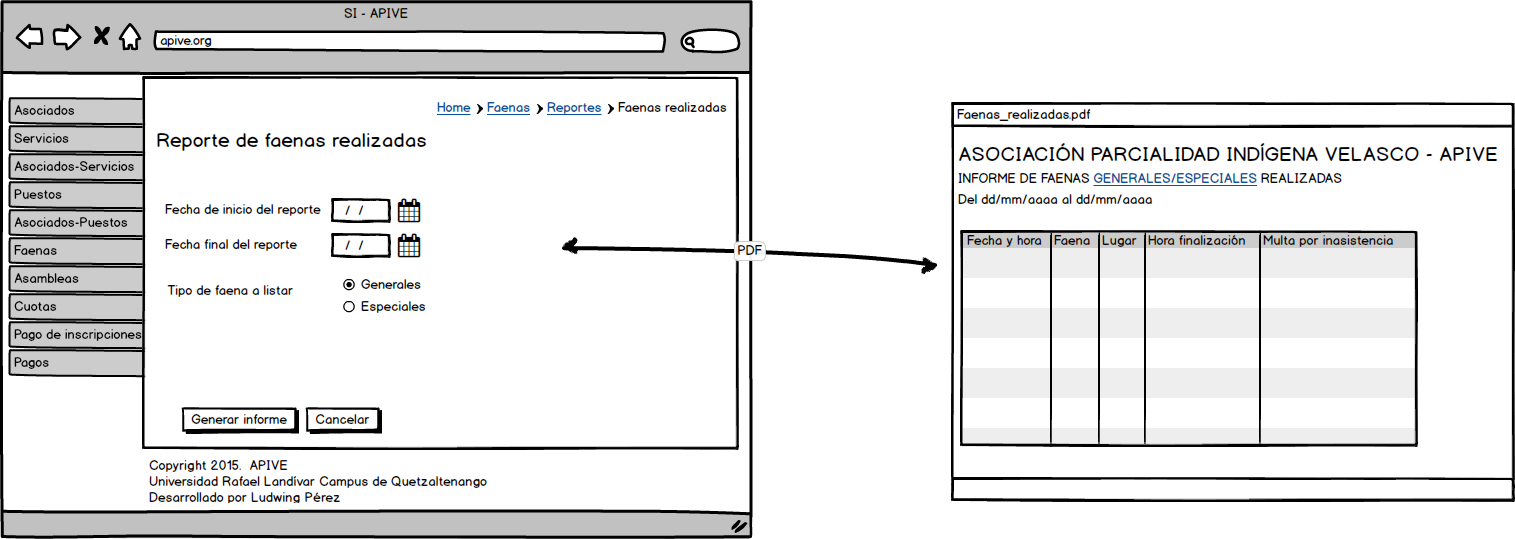 SI - APIVE
apive.org
Home Faenas Reportes Faenas realizadas
Asociados
Servicios
Asociados-Servicios
Puestos
Asociados-Puestos
Faenas
Asambleas
Cuotas
Pago de inscripciones
Pagos
Reporte de faenas realizadas
Fecha de inicio del reporte / /
Fecha final del reporte / /
Tipo de faena a listar
Generales
Especiales
Generar informe Cancelar
Copyright 2015. APIVE
Universidad Rafael Landívar Campus de Quetzaltenango
Desarrollado por Ludwing Pérez
PDF
Faenas_realizadas.pdf
ASOCIACIÓN PARCIALIDAD INDÍGENA VELASCO - APIVE
INFORME DE FAENAS GENERALES/ESPECIALES REALIZADAS
Del dd/mm/aaaa al dd/mm/aaaa
Fecha y hora Faena Lugar Hora finalización Multa por inasistencia